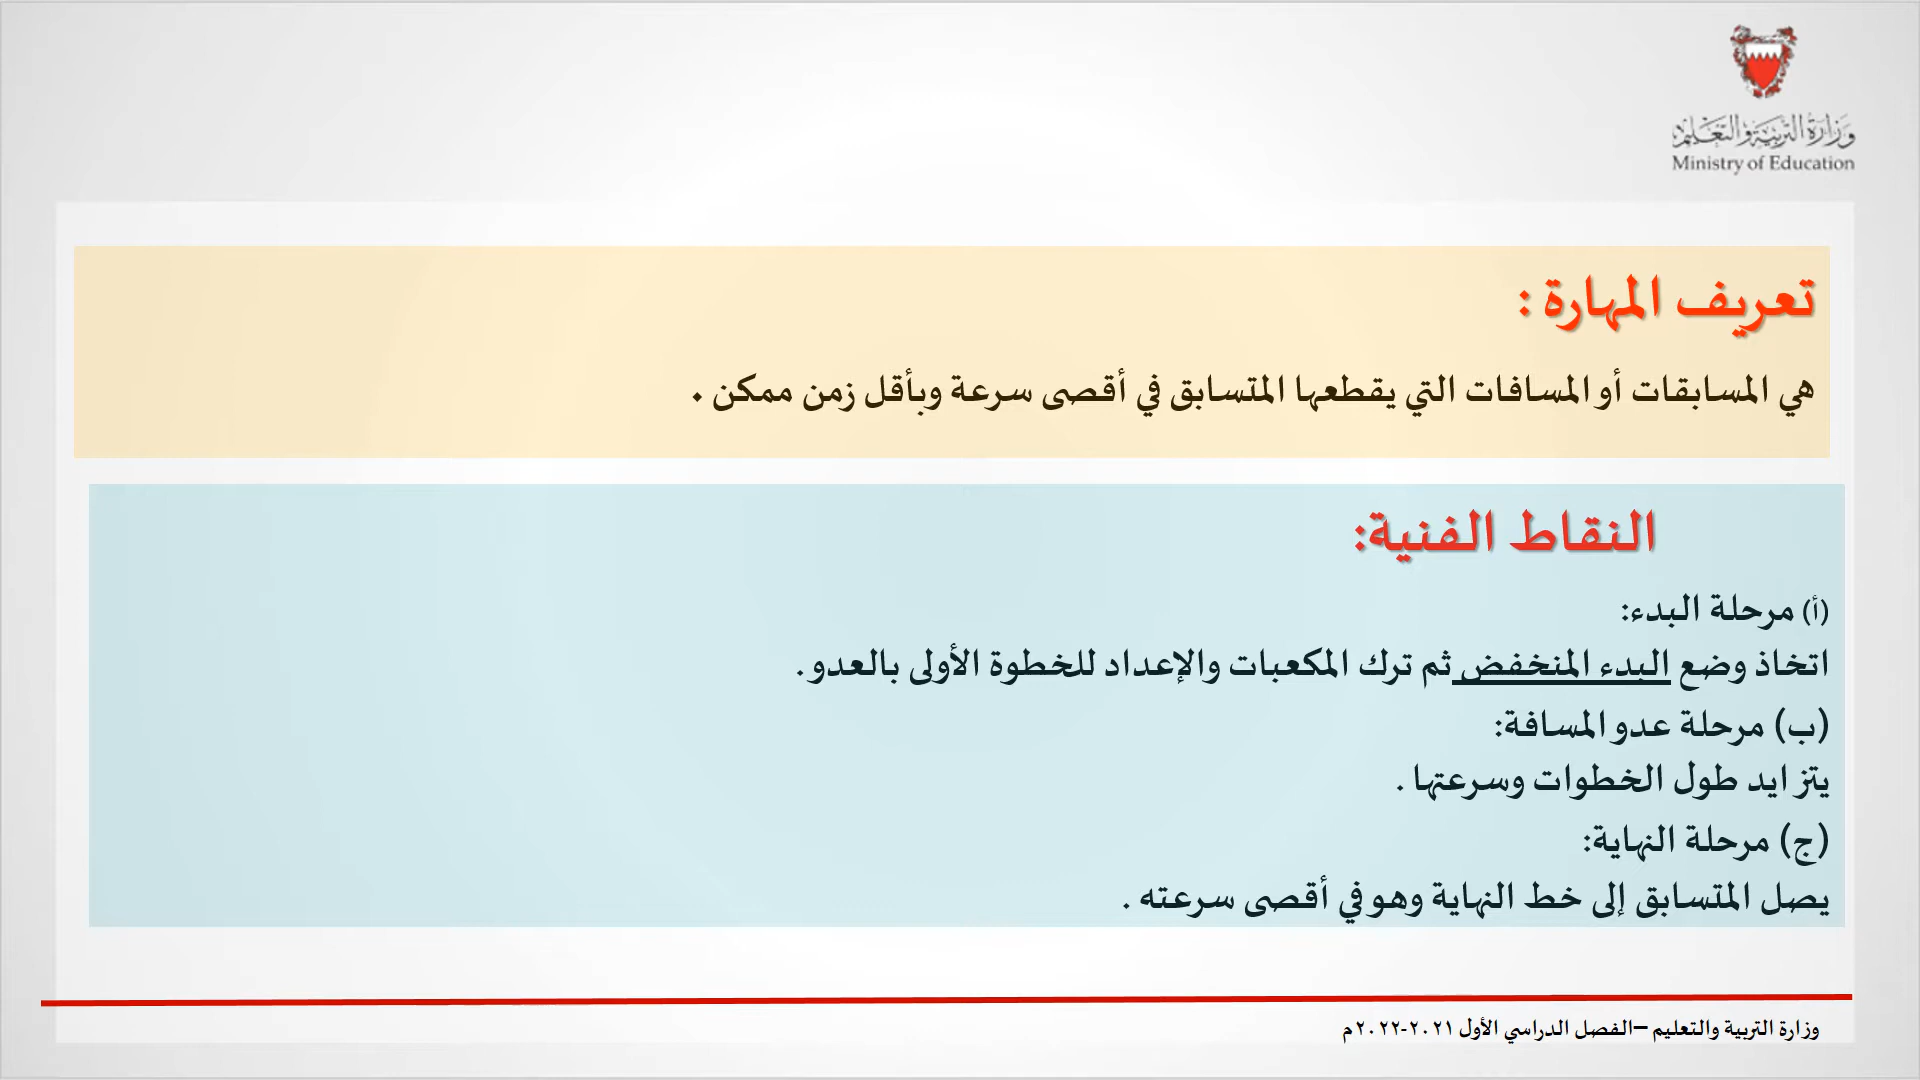 وزارة التربية والتعليم
Ministry of Education
تعريف المهارة :
هي المسابقات أو المسافات التي يقطعها المتسابق في أقصى سرعة وبأقل زمن ممكن .
النقاط الفنية:
(أ) مرحلة البدء:
اتخاذ وضع البدء المنخفض ثم ترك المكعبات والإعداد للخطوة الأولى بالعدو .
(ب) مرحلة عدو المسافة:
يتزايد طول الخطوات وسرعتها .
(ج) مرحلة النهاية:
يصل المتسابق إلى خط النهاية وهو في أقصى سرعته .
وزارة التربية والتعليم –الفصل الدراسي الأول ٢٠٢١-٢٠٢٢م